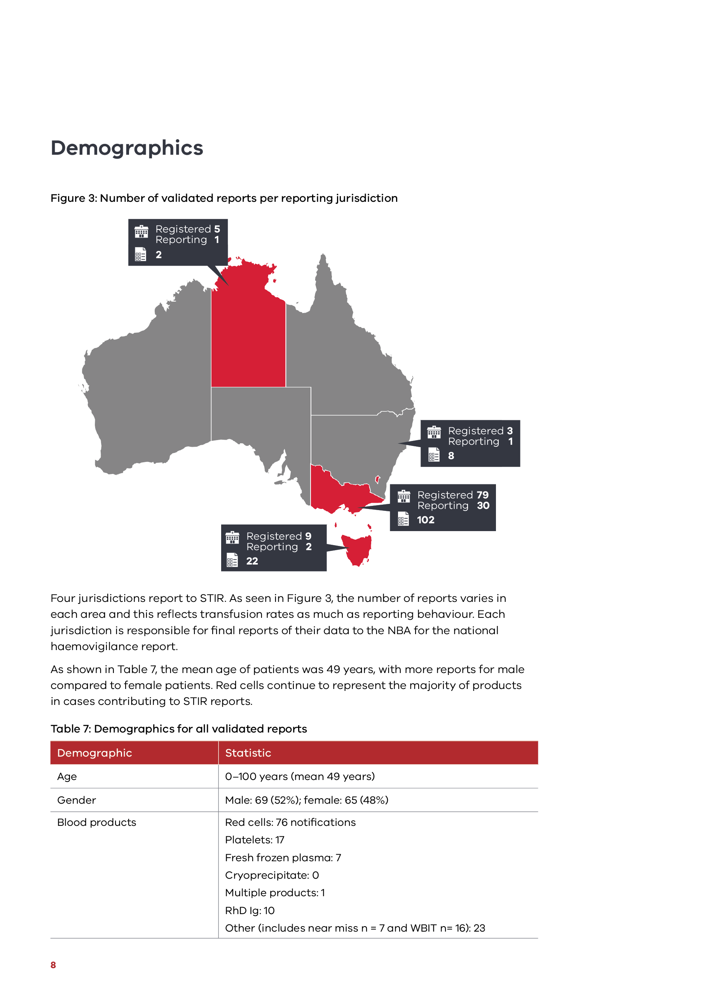 Demographics
Figure 3: Number of validated reports per reporting jurisdiction
Registered 5
Reporting 1
2
Registered 3
Reporting 1
8
Registered 79
Reporting 30
102
Registered 9
Reporting 2
22
Four jurisdictions report to STIR. As seen in Figure 3, the number of reports varies in
each area and this reflects transfusion rates as much as reporting behaviour. Each
jurisdiction is responsible for final reports of their data to the NBA for the national
haemovigilance report.
As shown in Table 7, the mean age of patients was 49 years, with more reports for male
compared to female patients. Red cells continue to represent the majority of products
in cases contributing to STIR reports.
Table 7: Demographics for all validated reports
Demographic Statistic
Age 0–100 years (mean 49 years)
Gender Male: 69 (52%); female: 65 (48%)
Blood products Red cells: 76 notifications
Platelets: 17
Fresh frozen plasma: 7
Cryoprecipitate: 0
Multiple products: 1
RhD Ig: 10
Other (includes near miss n = 7 and WBIT n= 16): 23
8